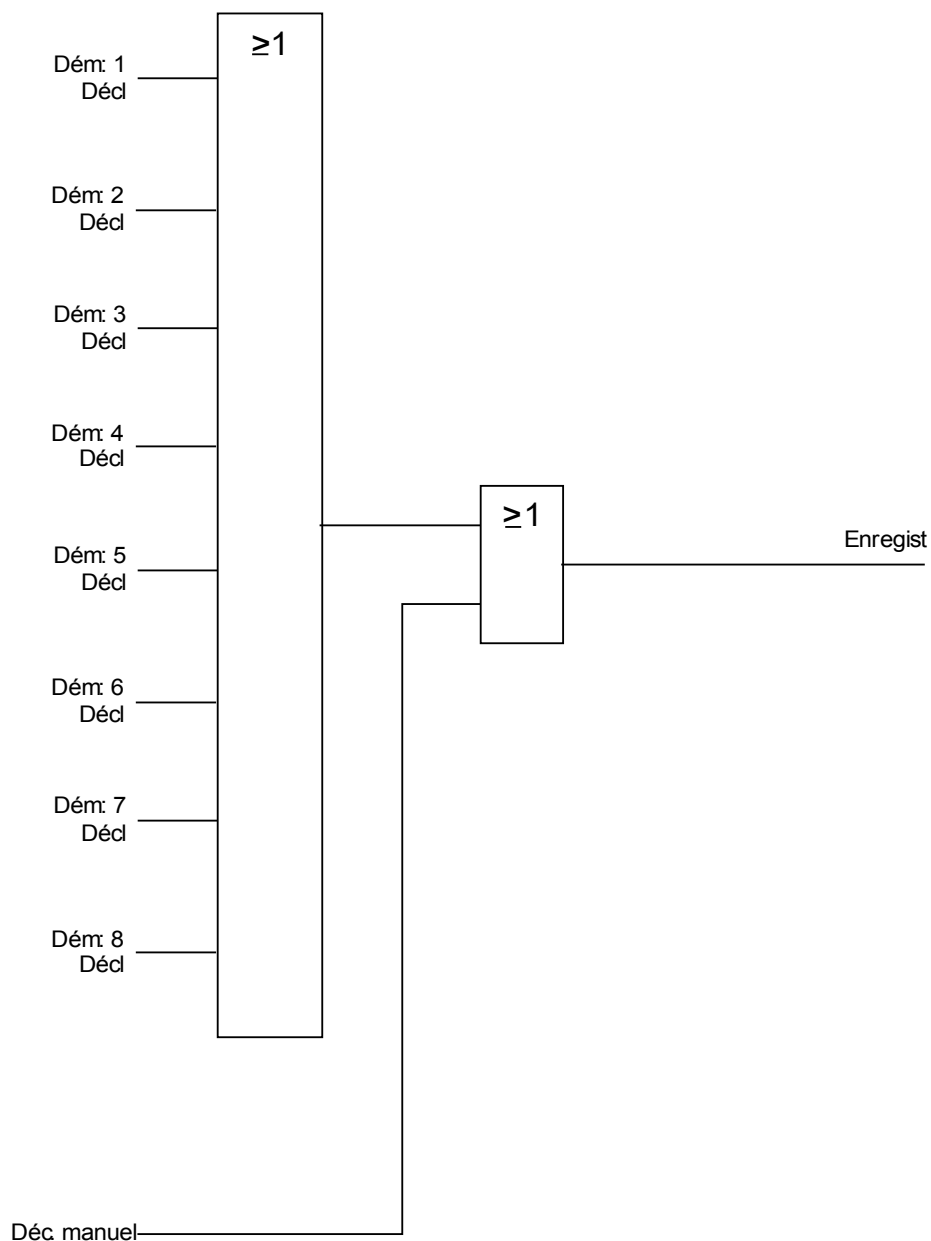 ≥1
Dém: 1
Décl
Dém: 2
Décl
Dém: 3
Décl
Dém: 4
Décl
≥1
Enregist
Dém: 5
Décl
Dém: 6
Décl
Dém: 7
Décl
Dém: 8
Décl
Déc. manuel